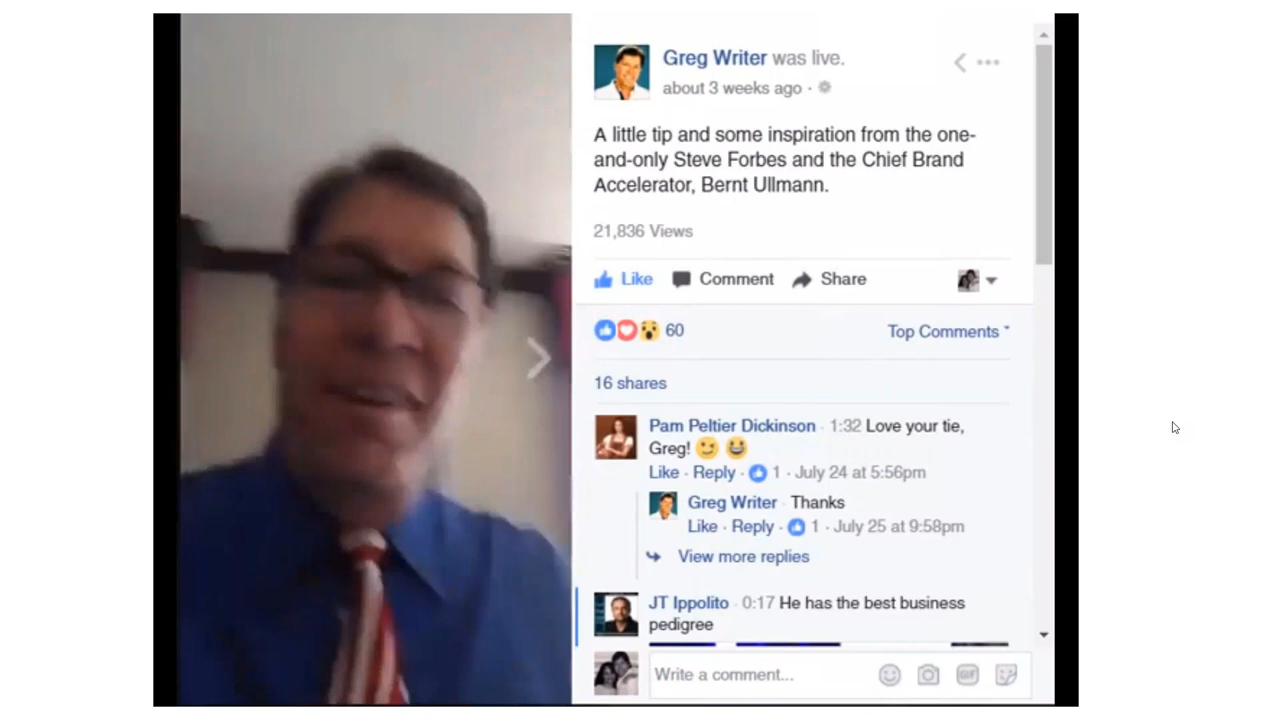 Greg Writer was live.
about 3 weeks ago ·
A little tip and some inspiration from the one-
and-only Steve Forbes and the Chief Brand
Accelerator, Bernt Ullmann.
21,836 Views
Like Comment Share
60 Top Comments
16 shares
Pam Peltier Dickinson · 1:32 Love your tie,
Greg! 😉 😀
Like · Reply · 1 · July 24 at 5:56pm
Greg Writer · Thanks
Like · Reply · 1 · July 25 at 9:58pm
View more replies
JT Ippolito · 0:17 He has the best business
pedigree
Write a comment...
GIF